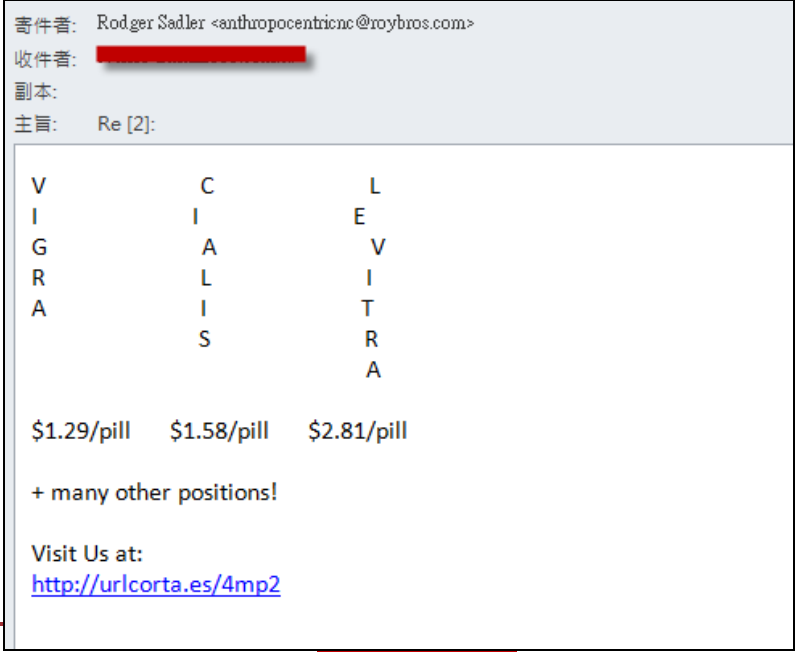 寄件者: Rodger Sadler <anthropocentricnc@roybros.com>
收件者:
副本:
主旨: Re [2]:
V C L
I I E
G A V
R L I
A I T
S R
A
$1.29/pill $1.58/pill $2.81/pill
+ many other positions!
Visit Us at:
http://urlcorta.es/4mp2